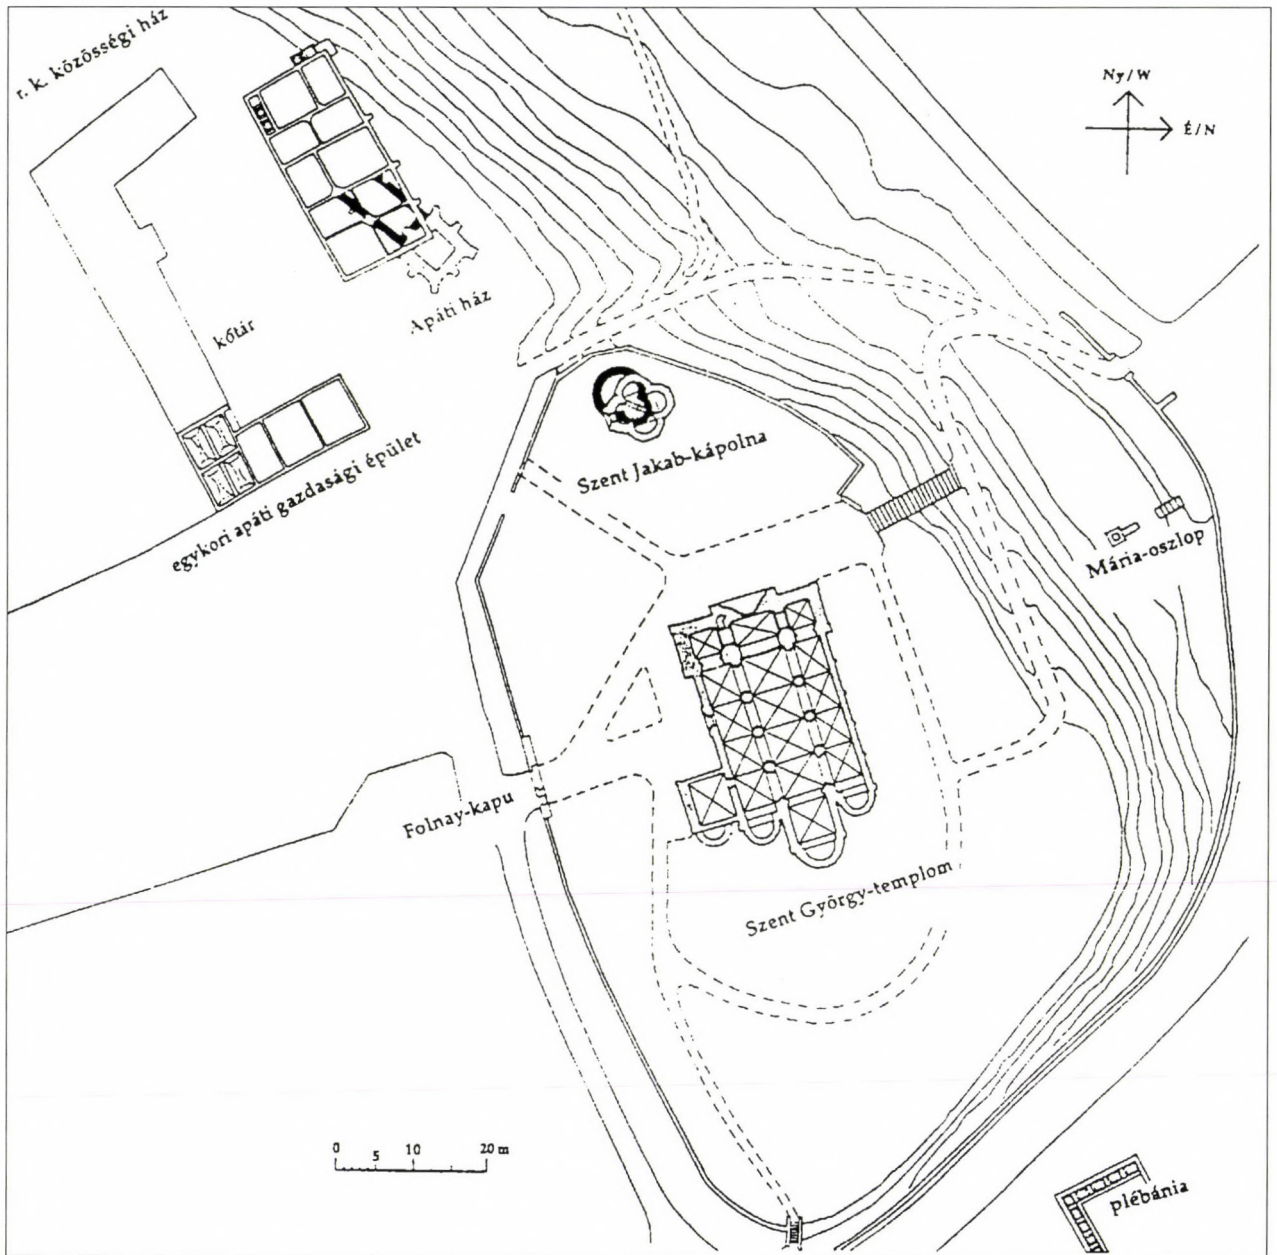 r. k. közösségi ház
Ny/W
É/N
Apáti ház
kőtár
egykori apáti gazdasági épület
Szent Jakab-kápolna
Mária-oszlop
Folnay-kapu
Szent György-templom
0 5 10 20 m
plébánia